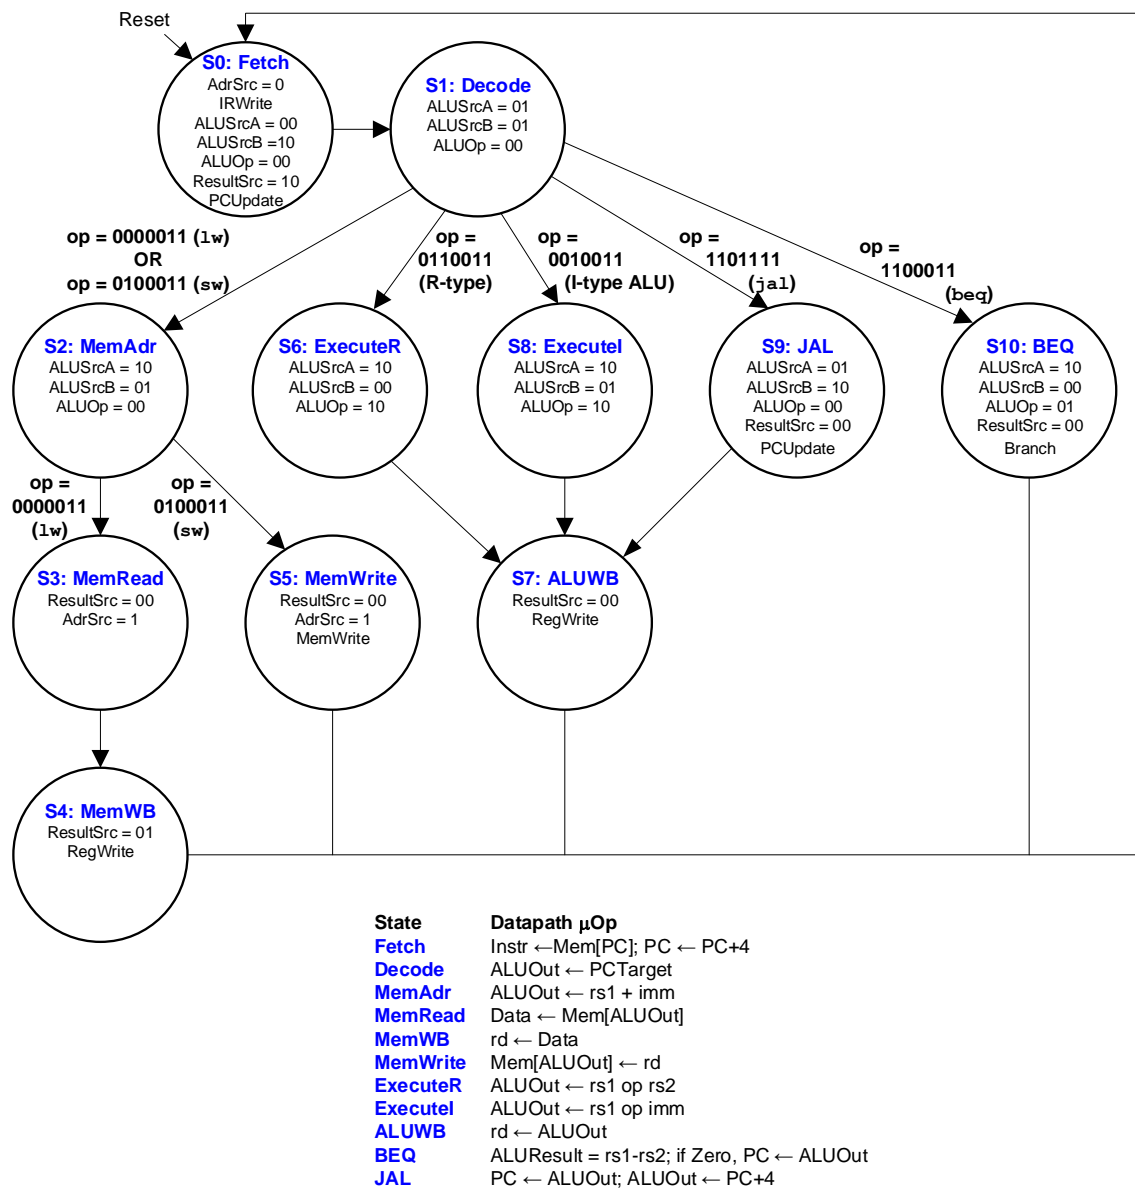 Reset
S0: Fetch
AdrSrc = 0
IRWrite
ALUSrcA = 00
ALUSrcB =10
ALUOp = 00
ResultSrc = 10
PCUpdate
S1: Decode
ALUSrcA = 01
ALUSrcB = 01
ALUOp = 00
op = 0000011 (lw)
OR
op = 0100011 (sw)
op =
0110011
(R-type)
op =
0010011
(I-type ALU)
op =
1101111
(jal)
op =
1100011
(beq)
S2: MemAdr
ALUSrcA = 10
ALUSrcB = 01
ALUOp = 00
S6: ExecuteR
ALUSrcA = 10
ALUSrcB = 00
ALUOp = 10
S8: ExecuteI
ALUSrcA = 10
ALUSrcB = 01
ALUOp = 10
S9: JAL
ALUSrcA = 01
ALUSrcB = 10
ALUOp = 00
ResultSrc = 00
PCUpdate
S10: BEQ
ALUSrcA = 10
ALUSrcB = 00
ALUOp = 01
ResultSrc = 00
Branch
op =
0000011
(lw)
op =
0100011
(sw)
S3: MemRead
ResultSrc = 00
AdrSrc = 1
S5: MemWrite
ResultSrc = 00
AdrSrc = 1
MemWrite
S7: ALUWB
ResultSrc = 00
RegWrite
S4: MemWB
ResultSrc = 01
RegWrite
State Datapath μOp
Fetch Instr ←Mem[PC]; PC ← PC+4
Decode ALUOut ← PCTarget
MemAdr ALUOut ← rs1 + imm
MemRead Data ← Mem[ALUOut]
MemWB rd ← Data
MemWrite Mem[ALUOut] ← rd
ExecuteR ALUOut ← rs1 op rs2
ExecuteI ALUOut ← rs1 op imm
ALUWB rd ← ALUOut
BEQ ALUResult = rs1-rs2; if Zero, PC ← ALUOut
JAL PC ← ALUOut; ALUOut ← PC+4